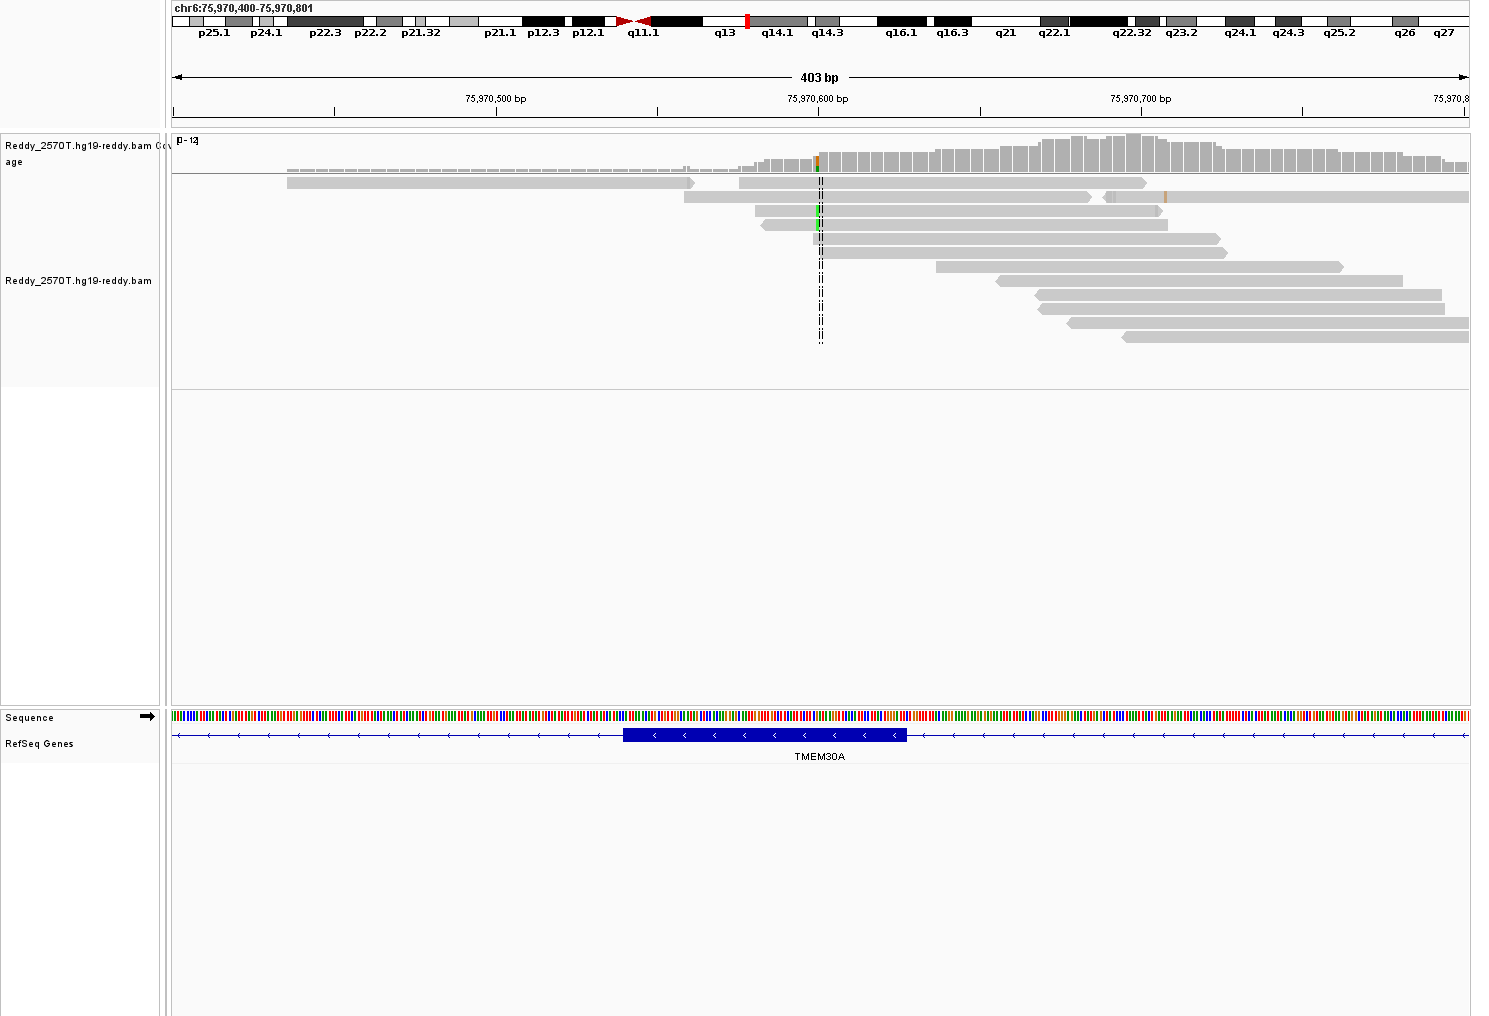 chr6:75,970,400-75,970,801
p25.1 p24.1 p22.3 p22.2 p21.32 p21.1 p12.3 p12.1 q11.1 q13 q14.1 q14.3 q16.1 q16.3 q21 q22.1 q22.32 q23.2 q24.1 q24.3 q25.2 q26 q27
403 bp
75,970,500 bp 75,970,600 bp 75,970,700 bp 75,970,8
Reddy_2570T.hg19-reddy.bam Cov
age
[0 - 12]
Reddy_2570T.hg19-reddy.bam
Sequence
RefSeq Genes
TMEM30A